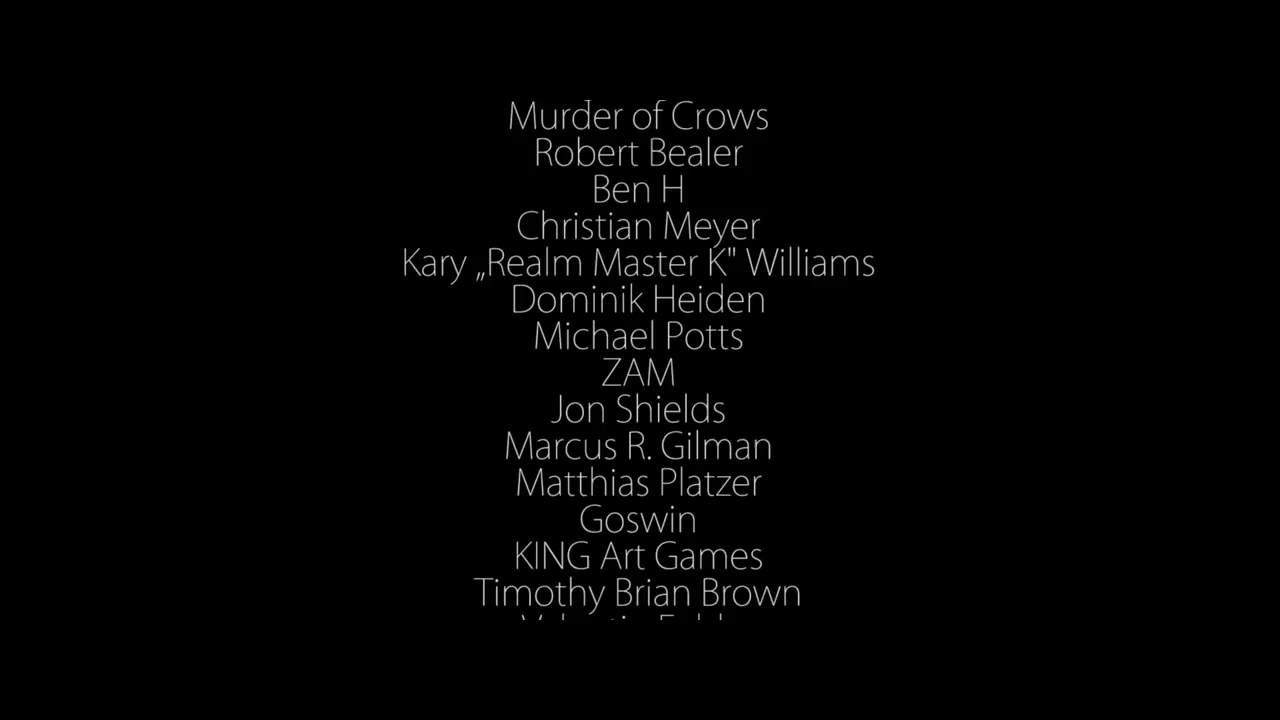 Murder of Crows
Robert Bealer
Ben H
Christian Meyer
Kary „Realm Master K" Williams
Dominik Heiden
Michael Potts
ZAM
Jon Shields
Marcus R. Gilman
Matthias Platzer
Goswin
KING Art Games
Timothy Brian Brown